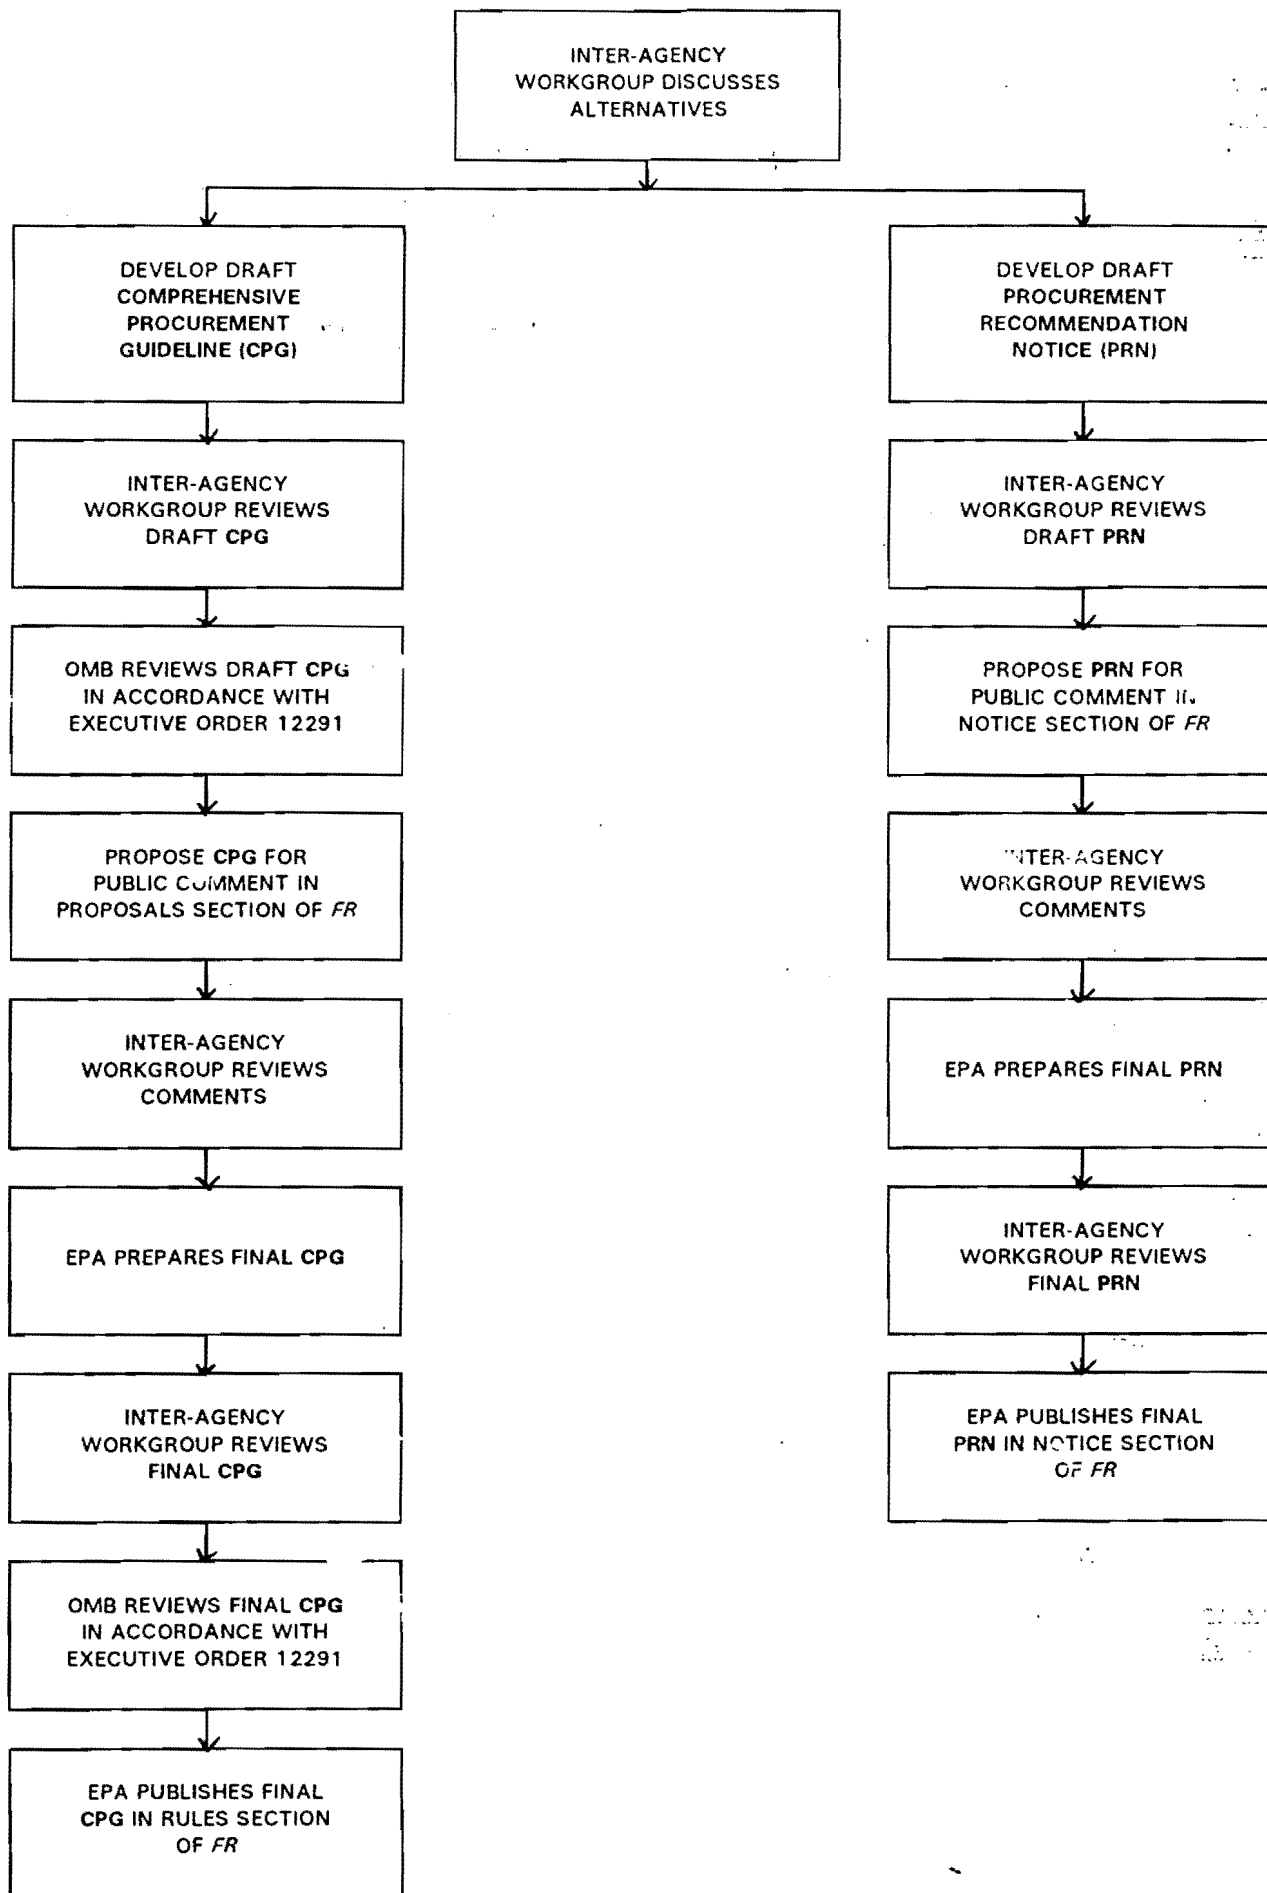 INTER-AGENCY
WORKGROUP DISCUSSES
ALTERNATIVES
DEVELOP DRAFT
COMPREHENSIVE
PROCUREMENT
GUIDELINE (CPG)
INTER-AGENCY
WORKGROUP REVIEWS
DRAFT CPG
OMB REVIEWS DRAFT CPG
IN ACCORDANCE WITH
EXECUTIVE ORDER 12291
PROPOSE CPG FOR
PUBLIC COMMENT IN
PROPOSALS SECTION OF FR
INTER-AGENCY
WORKGROUP REVIEWS
COMMENTS
EPA PREPARES FINAL CPG
INTER-AGENCY
WORKGROUP REVIEWS
FINAL CPG
OMB REVIEWS FINAL CPG
IN ACCORDANCE WITH
EXECUTIVE ORDER 12291
EPA PUBLISHES FINAL
CPG IN RULES SECTION
OF FR
DEVELOP DRAFT
PROCUREMENT
RECOMMENDATION
NOTICE (PRN)
INTER-AGENCY
WORKGROUP REVIEWS
DRAFT PRN
PROPOSE PRN FOR
PUBLIC COMMENT IN
NOTICE SECTION OF FR
INTER-AGENCY
WORKGROUP REVIEWS
COMMENTS
EPA PREPARES FINAL PRN
INTER-AGENCY
WORKGROUP REVIEWS
FINAL PRN
EPA PUBLISHES FINAL
PRN IN NOTICE SECTION
OF FR